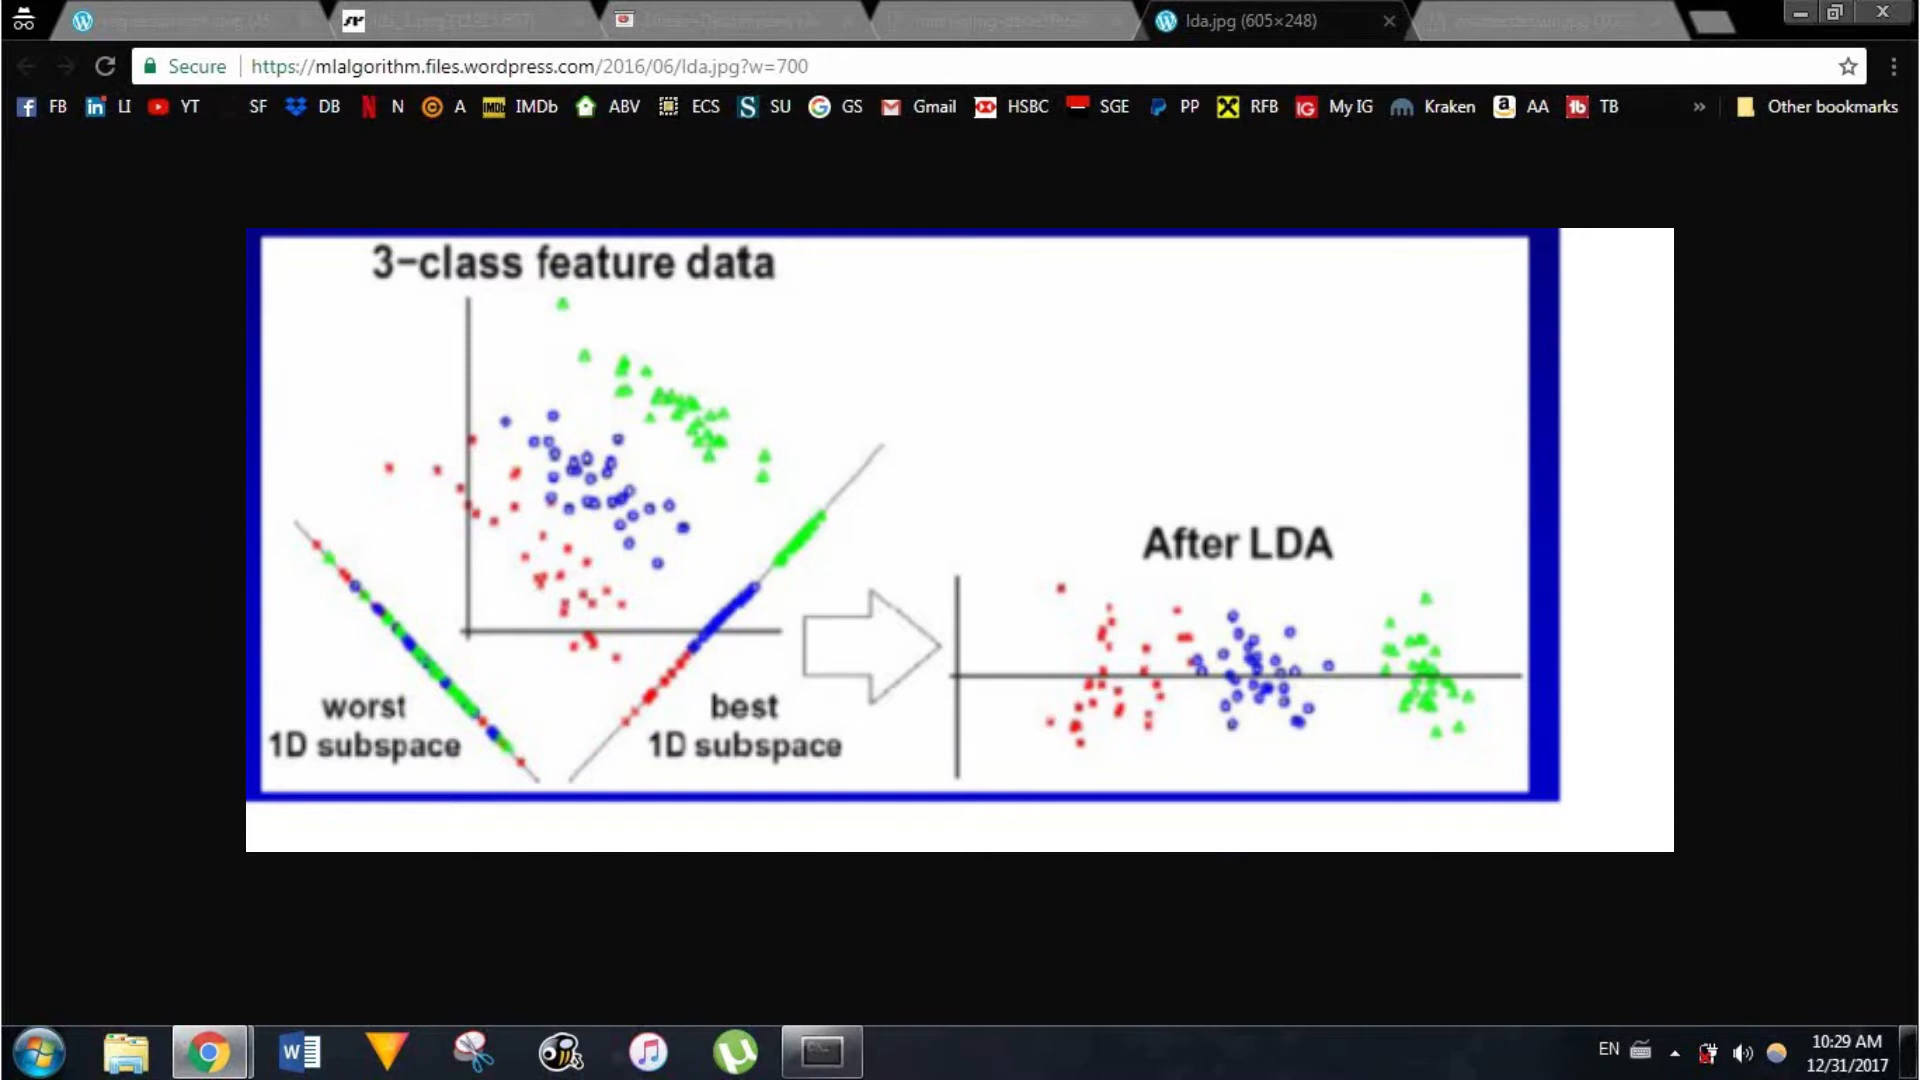 lda.jpg (605×248)
Secure https://mlalgorithm.files.wordpress.com/2016/06/lda.jpg?w=700
FB LI YT SF DB N A IMDb ABV ECS SU GS Gmail HSBC SGE PP RFB My IG Kraken AA TB » Other bookmarks
3-class feature data
After LDA
worst
1D subspace
best
1D subspace
EN
10:29 AM
12/31/2017